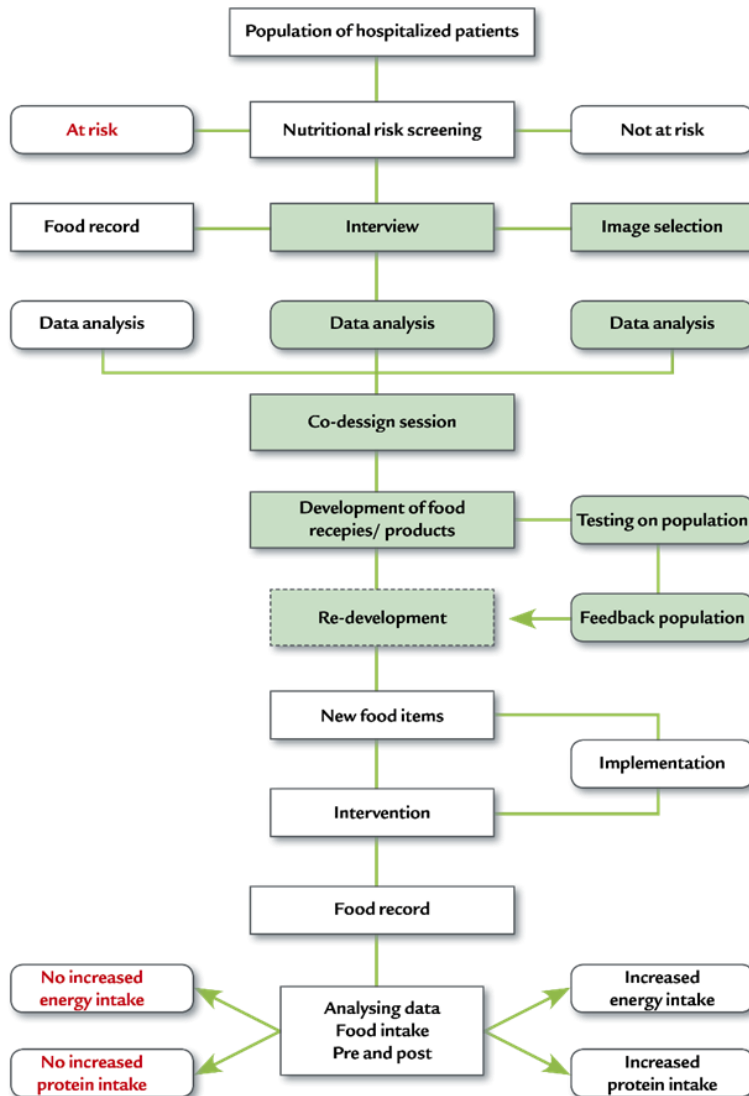 Population of hospitalized patients
At risk
Nutritional risk screening
Not at risk
Food record
Interview
Image selection
Data analysis
Data analysis
Data analysis
Co-dessign session
Development of food
recepies/ products
Testing on population
Re-development
Feedback population
New food items
Implementation
Intervention
Food record
No increased
energy intake
No increased
protein intake
Analysing data
Food intake
Pre and post
Increased
energy intake
Increased
protein intake